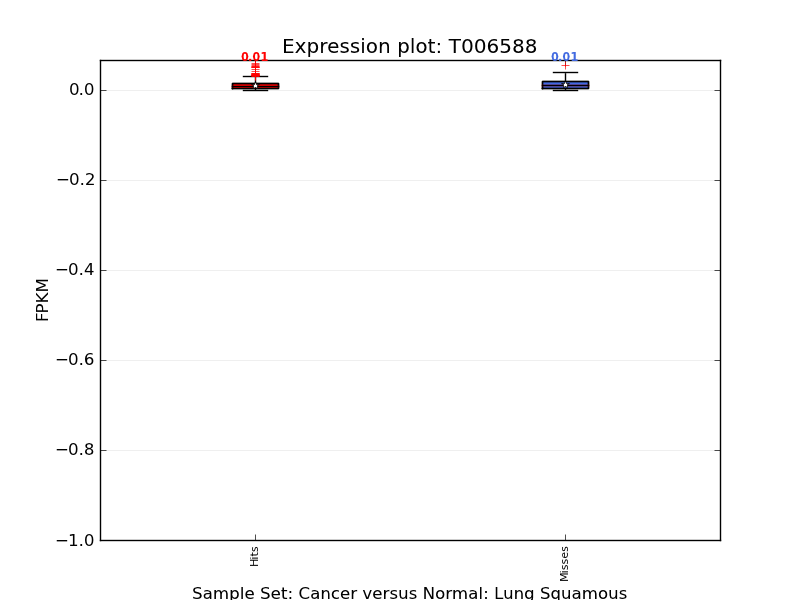 Expression plot: T006588
0.01
0.01
0.0
−0.2
−0.4
−0.6
−0.8
−1.0
FPKM
Hits
Misses
Sample Set: Cancer versus Normal: Lung Squamous